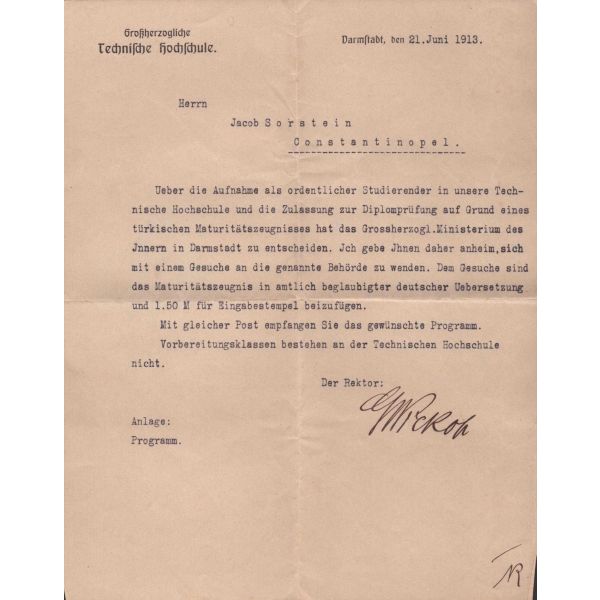 Großherzogliche
Technische Hochschule.
Darmstadt, den 21.Juni 1913.
Herrn
Jacob Sorstein
Constantinopel.
Ueber die Aufnahme als ordentlicher Studierender in unsere Tech-
nische Hochschule und die Zulassung zur Diplomprüfung auf Grund eines
türkischen Maturitätszeugnisses hat das Grossherzogl.Ministerium des
Jnnern in Darmstadt zu entscheiden. Jch gebe Jhnen daher anheim,sich
mit einem Gesuche an die genannte Behörde zu wenden. Dem Gesuche sind
das Maturitätszeugnis in amtlich beglaubigter deutscher Uebersetzung
und 1.50 M für Eingabestempel beizufügen.
Mit gleicher Post empfangen Sie das gewünschte Programm.
Vorbereitungsklassen bestehen an der Technischen Hochschule
nicht.
Der Rektor:
Anlage:
Programm.